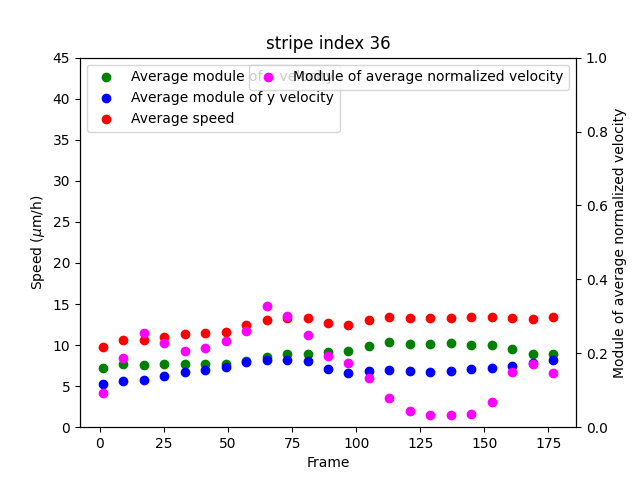 stripe index 36
Average module of x velocity
Average module of y velocity
Average speed
Module of average normalized velocity
Speed (μm/h)
45
40
35
30
25
20
15
10
5
0
1.0
0.8
0.6
0.4
0.2
0.0
Module of average normalized velocity
0 25 50 75 100 125 150 175
Frame